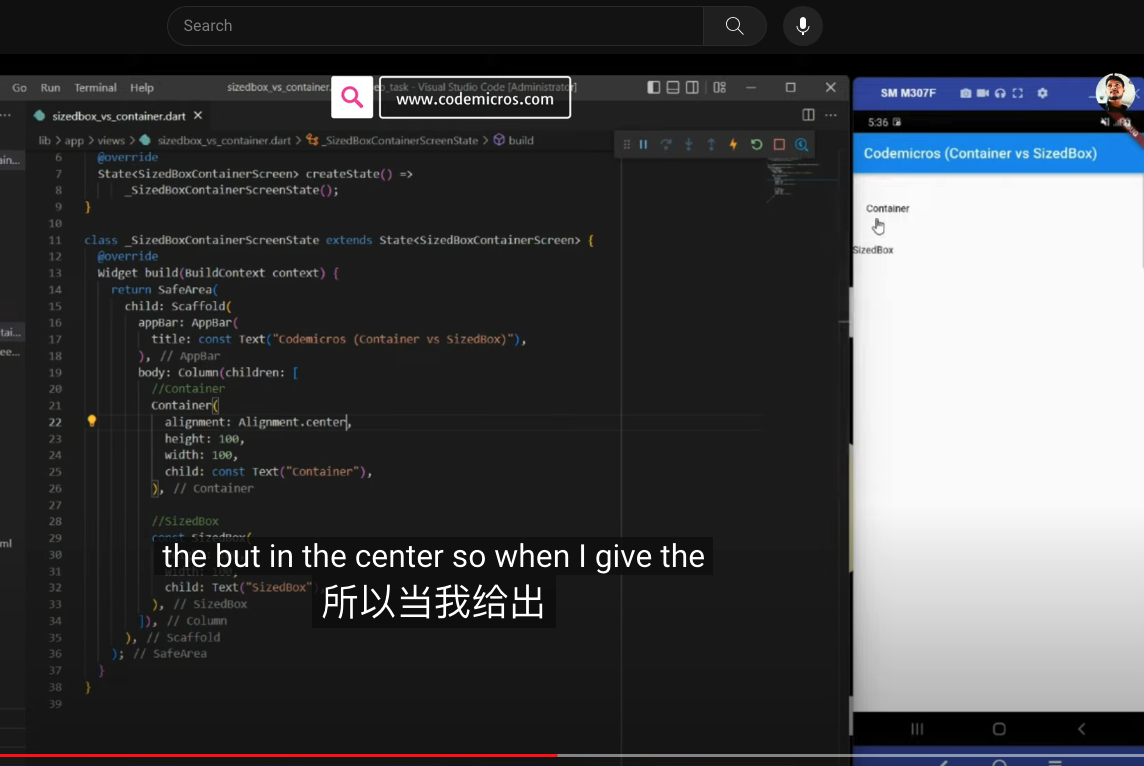 Search
Go Run Terminal Help
sizedbox_vs_container.
_task - Visual Studio Code [Administrator]
www.codemicros.com
sizedbox_vs_container.dart
lib > app > views > sizedbox_vs_container.dart > _SizedBoxContainerScreenState > build
6 @override
7 State<SizedBoxContainerScreen> createState() =>
8 _SizedBoxContainerScreenState();
9 }
10
11 class _SizedBoxContainerScreenState extends State<SizedBoxContainerScreen> {
12 @override
13 Widget build(BuildContext context) {
14 return SafeArea(
15 child: Scaffold(
16 appBar: AppBar(
17 title: const Text("Codemicros (Container vs SizedBox)"),
18 ), // AppBar
19 body: Column(children: [
20 //Container
21 Container(
22 alignment: Alignment.center,
23 height: 100,
24 width: 100,
25 child: const Text("Container"),
26 ), // Container
27
28 //SizedBox
29 const SizedBox(
30
31 width: 100,
32 child: Text("SizedBox"
33 ), // SizedBox
34 ]), // Column
35 ), // Scaffold
36 ); // SafeArea
37 }
38 }
39
the but in the center so when I give the
所以当我给出
SM M307F
5:36
Codemicros (Container vs SizedBox)
Container
SizedBox